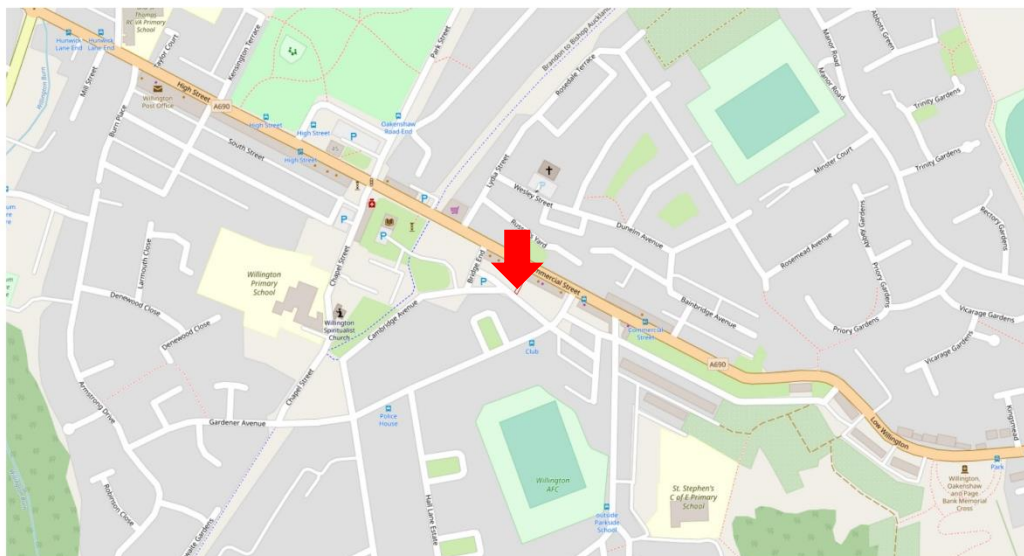 Thomas
RCVA Primary
School
Hunwick
Lane End
Hunwick
Lane End
Taylor Court
Kensington Terrace
Mill Street
Willington
Post Office
High Street
A690
Burn Place
South Street
High Street
High Street
High Street
P
Park Street
Oakenshaw
Road End
Brandon to Bishop Auckland
Rosedale Terrace
Lydia Street
Wesley Street
P
Dunelm Avenue
Manor Road
Manor Road
Abbots Green
Trinity Gardens
Trinity Gardens
Minster Court
Rectory Gardens
Abbey Gardens
Priory Gardens
Rosemead Avenue
Priory Gardens
Vicarage Gardens
Vicarage Gardens
Kingsmead
Bainbridge Avenue
Commercial
Street
A690
Low Willington
Park
Willington,
Oakenshaw
and Page
Bank Memorial
Cross
P
P
P
Bridge End
P
Chapel Street
Willington
Primary
School
Larmouth Close
Denewood Close
Denewood Close
Willington
Spiritualist
Church
Cambridge Avenue
Chapel Street
Club
Armstrong Drive
Gardener Avenue
Police
House
Robinson Close
Hall Lane Estate
Willington
AFC
outside
Parkside
School
St. Stephen's
C of E Primary
School